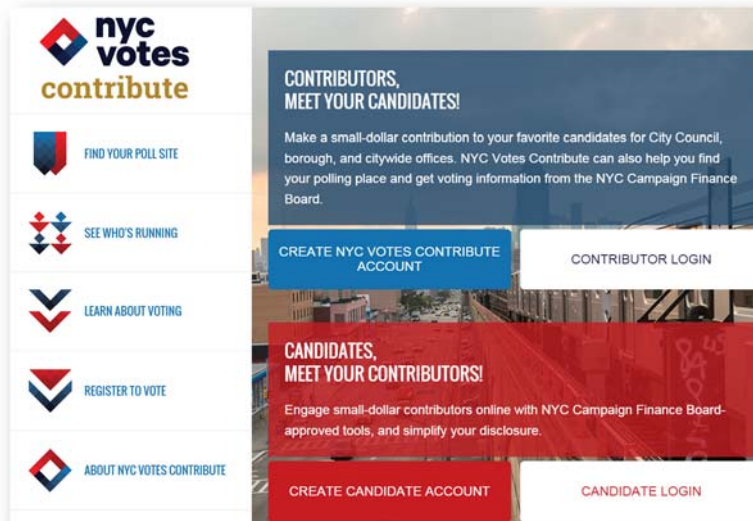 nyc
votes
contribute
FIND YOUR POLL SITE
SEE WHO'S RUNNING
LEARN ABOUT VOTING
REGISTER TO VOTE
ABOUT NYC VOTES CONTRIBUTE
CONTRIBUTORS,
MEET YOUR CANDIDATES!
Make a small-dollar contribution to your favorite candidates for City Council,
borough, and citywide offices. NYC Votes Contribute can also help you find
your polling place and get voting information from the NYC Campaign Finance
Board.
CREATE NYC VOTES CONTRIBUTE
ACCOUNT
CONTRIBUTOR LOGIN
CANDIDATES,
MEET YOUR CONTRIBUTORS!
Engage small-dollar contributors online with NYC Campaign Finance Board-
approved tools, and simplify your disclosure.
CREATE CANDIDATE ACCOUNT
CANDIDATE LOGIN